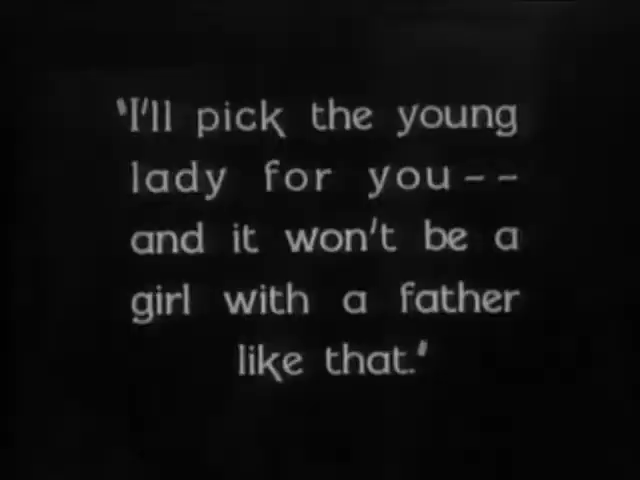 "I'll pick the young
lady for you--
and it won't be a
girl with a father
like that."